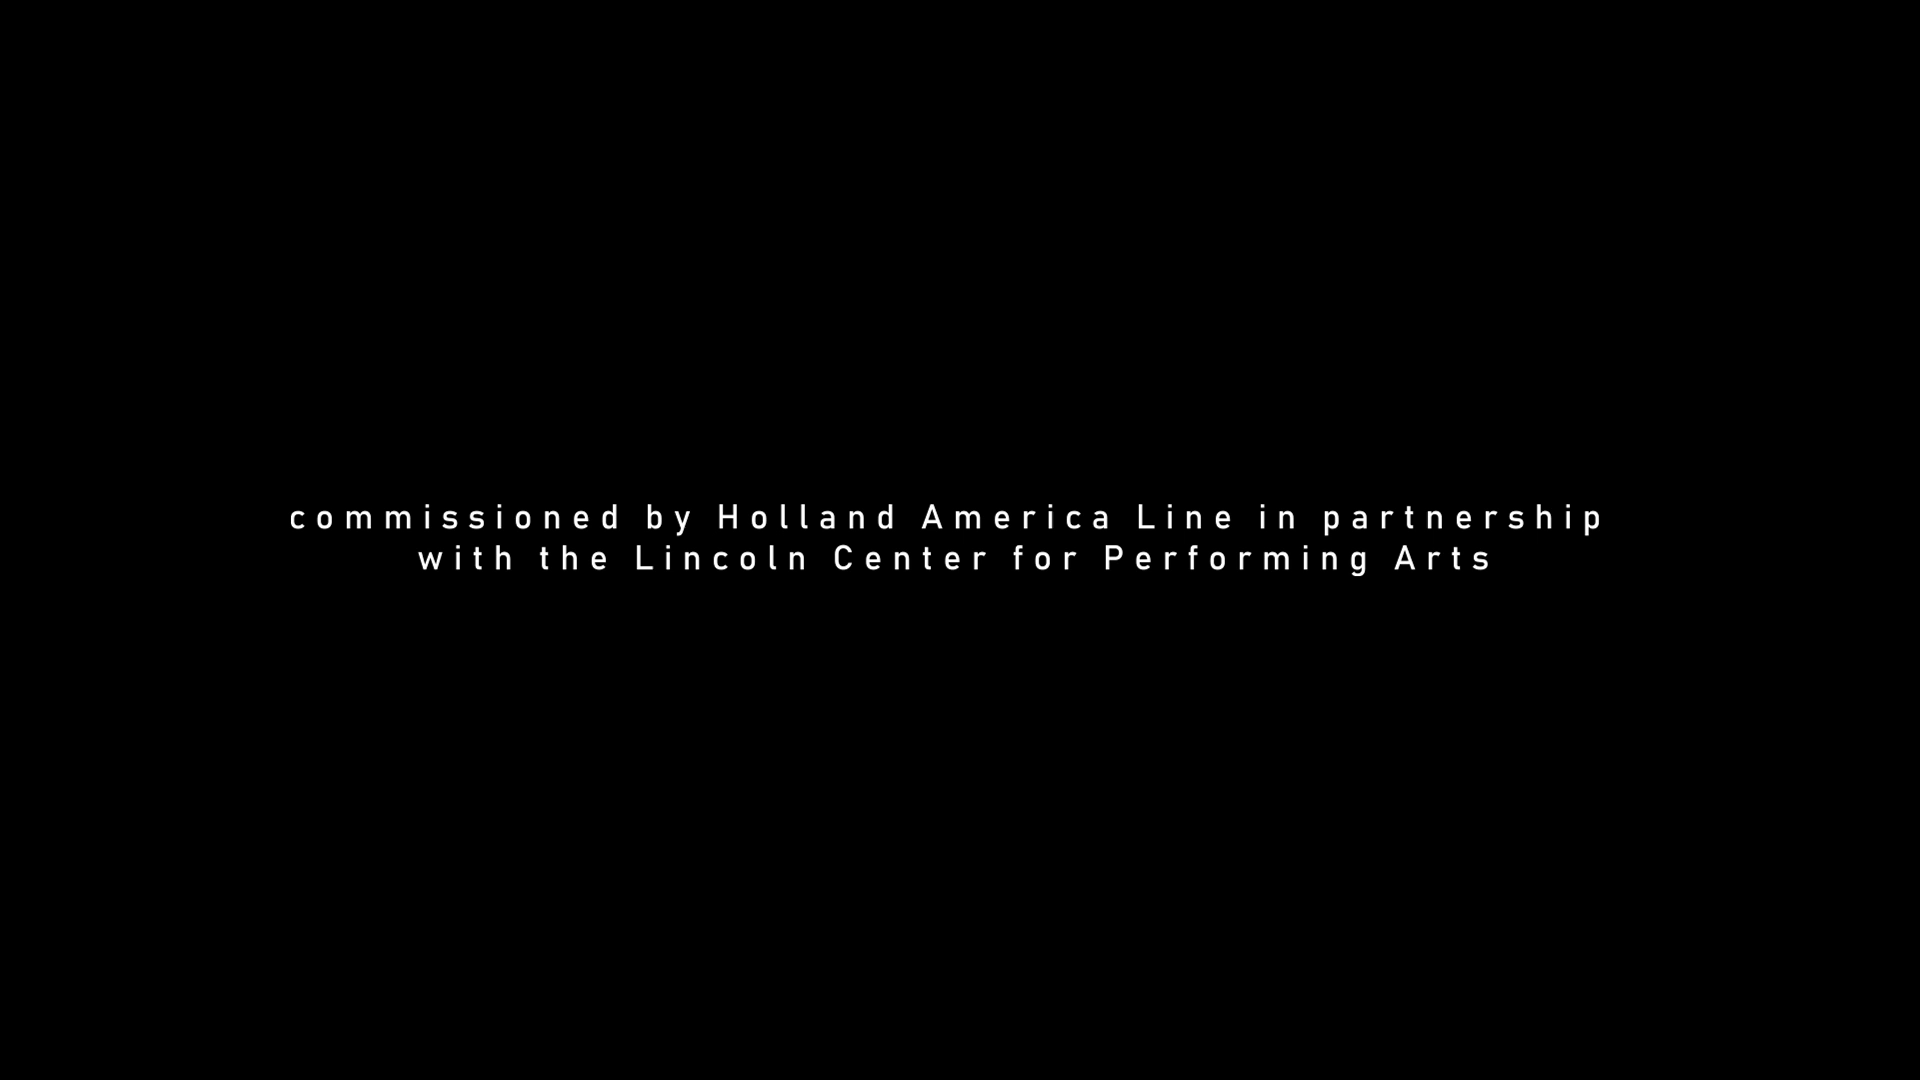 commissioned by Holland America Line in partnership
with the Lincoln Center for Performing Arts